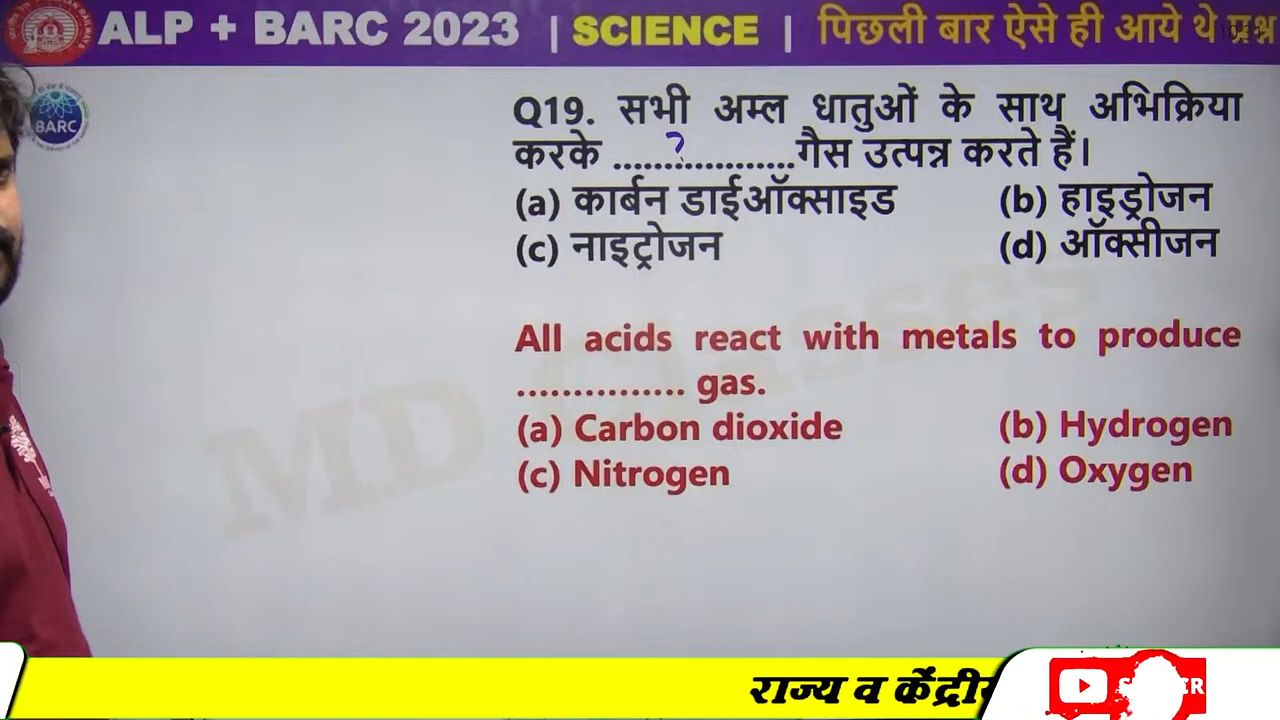 ALP + BARC 2023 | SCIENCE | पिछली बार ऐसे ही आये थे प्रश्न
BARC
Q19. सभी अम्ल धातुओं के साथ अभिक्रिया
?
करके ....................गैस उत्पन्न करते हैं।
(a) कार्बन डाईऑक्साइड (b) हाइड्रोजन
(c) नाइट्रोजन (d) ऑक्सीजन
All acids react with metals to produce
............... gas.
(a) Carbon dioxide (b) Hydrogen
(c) Nitrogen (d) Oxygen
MD Classes
राज्य व